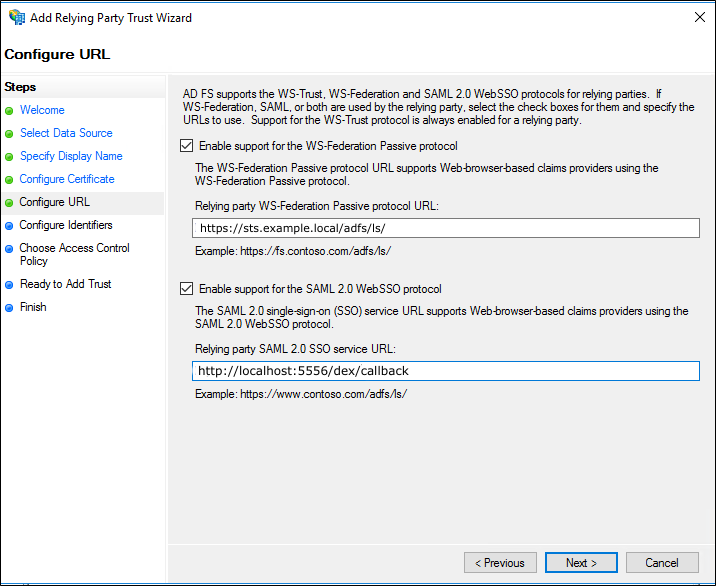 Add Relying Party Trust Wizard
Configure URL
Steps
Welcome
Select Data Source
Specify Display Name
Configure Certificate
Configure URL
Configure Identifiers
Choose Access Control
Policy
Ready to Add Trust
Finish
AD FS supports the WS-Trust, WS-Federation and SAML 2.0 WebSSO protocols for relying parties. If
WS-Federation, SAML, or both are used by the relying party, select the check boxes for them and specify the
URLs to use. Support for the WS-Trust protocol is always enabled for a relying party.
Enable support for the WS-Federation Passive protocol
The WS-Federation Passive protocol URL supports Web-browser-based claims providers using the
WS-Federation Passive protocol.
Relying party WS-Federation Passive protocol URL:
https://sts.example.local/adfs/ls/
Example: https://fs.contoso.com/adfs/ls/
Enable support for the SAML 2.0 WebSSO protocol
The SAML 2.0 single-sign-on (SSO) service URL supports Web-browser-based claims providers using the
SAML 2.0 WebSSO protocol.
Relying party SAML 2.0 SSO service URL:
http://localhost:5556/dex/callback
Example: https://www.contoso.com/adfs/ls/
< Previous
Next >
Cancel